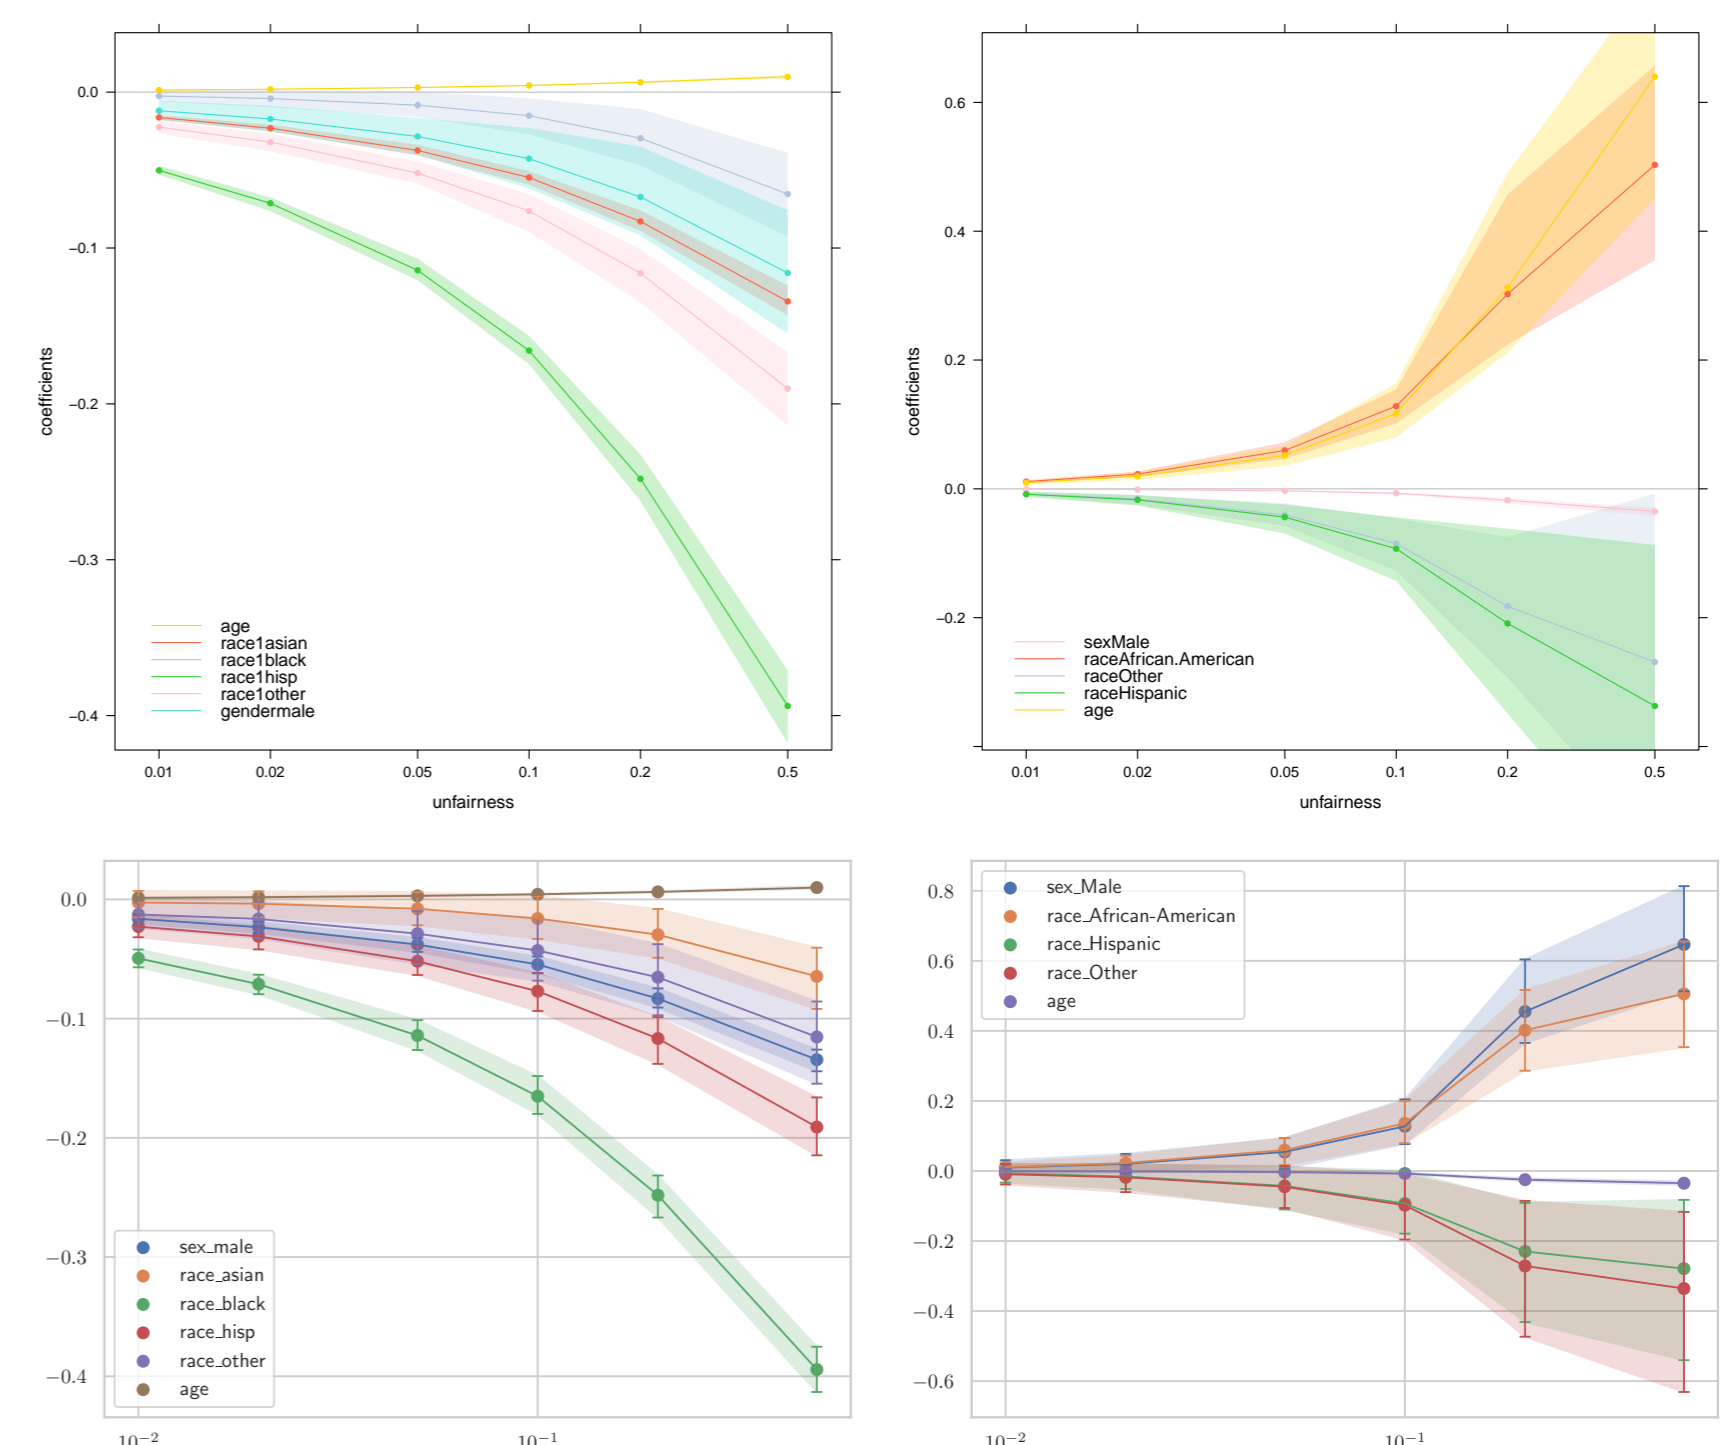 0.0
−0.1
−0.2
−0.3
−0.4
coefficients
age
race1asian
race1black
race1hisp
race1other
gendermale
0.01 0.02 0.05 0.1 0.2 0.5
unfairness
0.6
0.4
0.2
0.0
−0.2
coefficients
sexMale
raceAfrican.American
raceOther
raceHispanic
age
0.01 0.02 0.05 0.1 0.2 0.5
unfairness
0.0
−0.1
−0.2
−0.3
−0.4
sex_male
race_asian
race_black
race_hisp
race_other
age
10⁻² 10⁻¹
0.8
0.6
0.4
0.2
0.0
−0.2
−0.4
−0.6
sex_Male
race_African-American
race_Hispanic
race_Other
age
10⁻² 10⁻¹